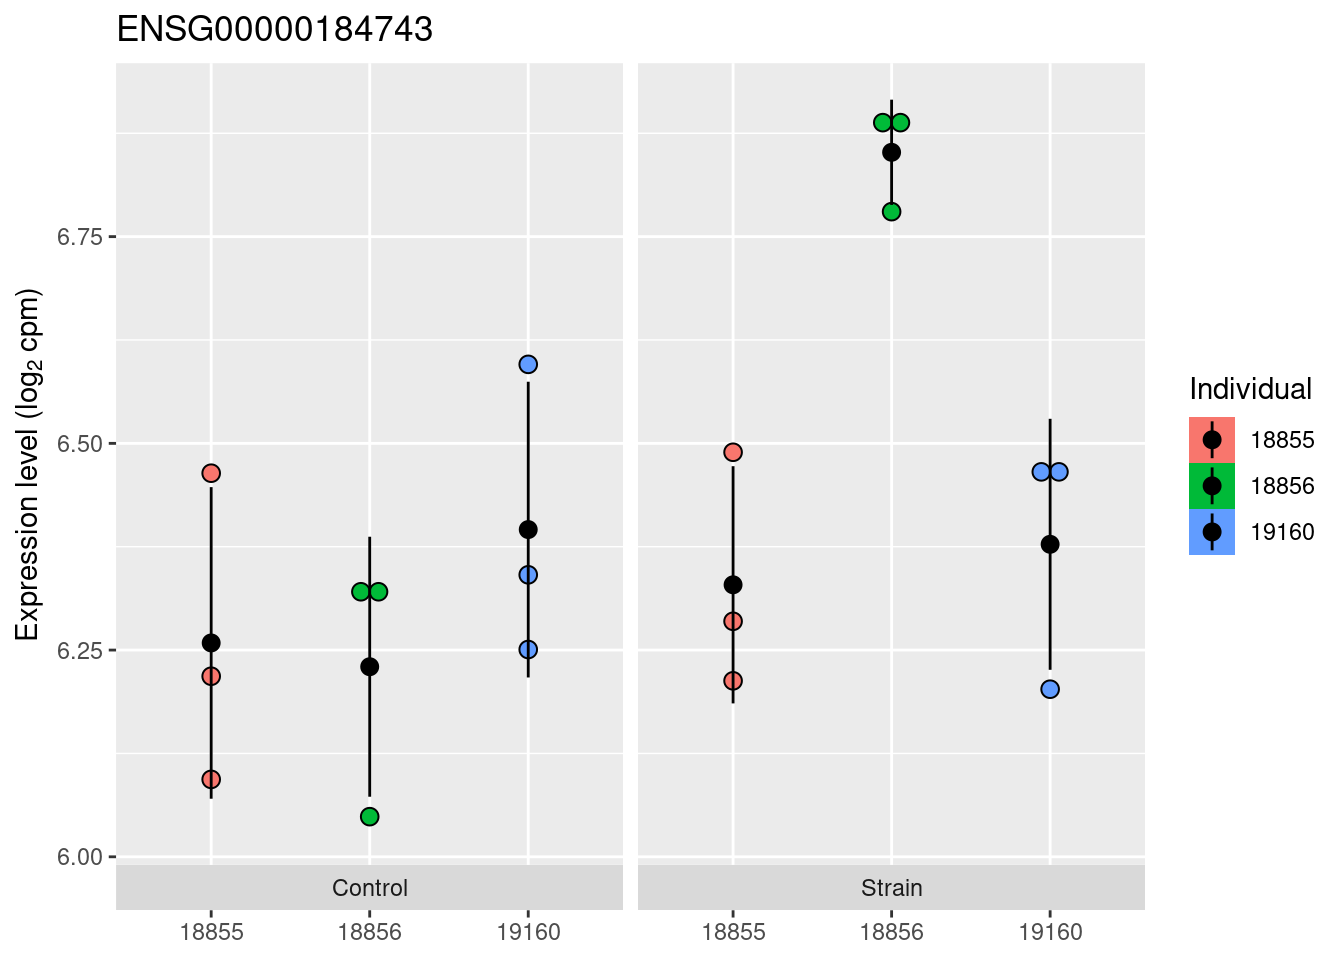 ENSG00000184743
Expression level (log₂ cpm)
6.75
6.50
6.25
6.00
Control
Strain
18855
18856
19160
18855
18856
19160
Individual
18855
18856
19160